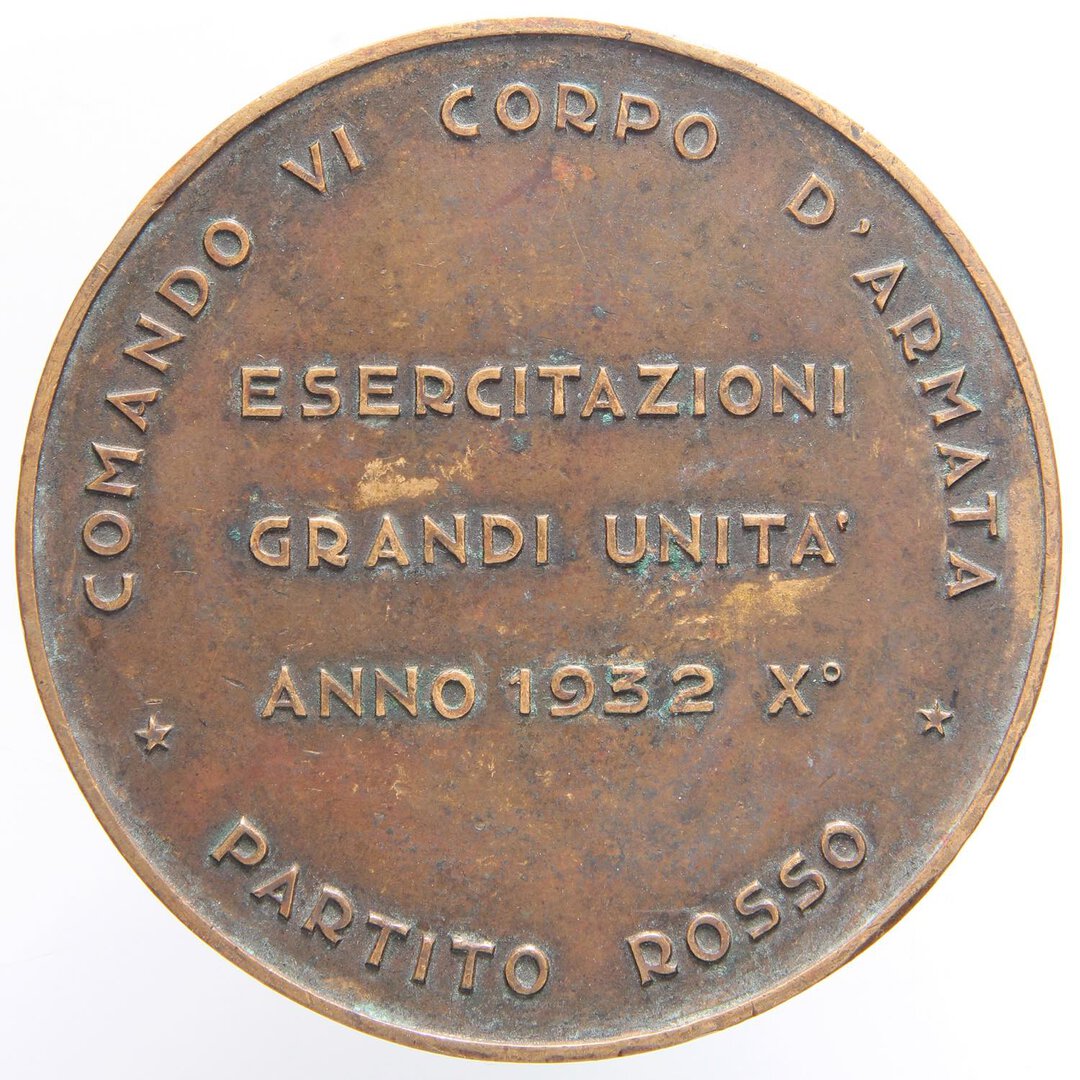 COMANDO VI CORPO D'ARMATA
ESERCITAZIONI
GRANDI UNITA'
ANNO 1932 X°
PARTITO ROSSO